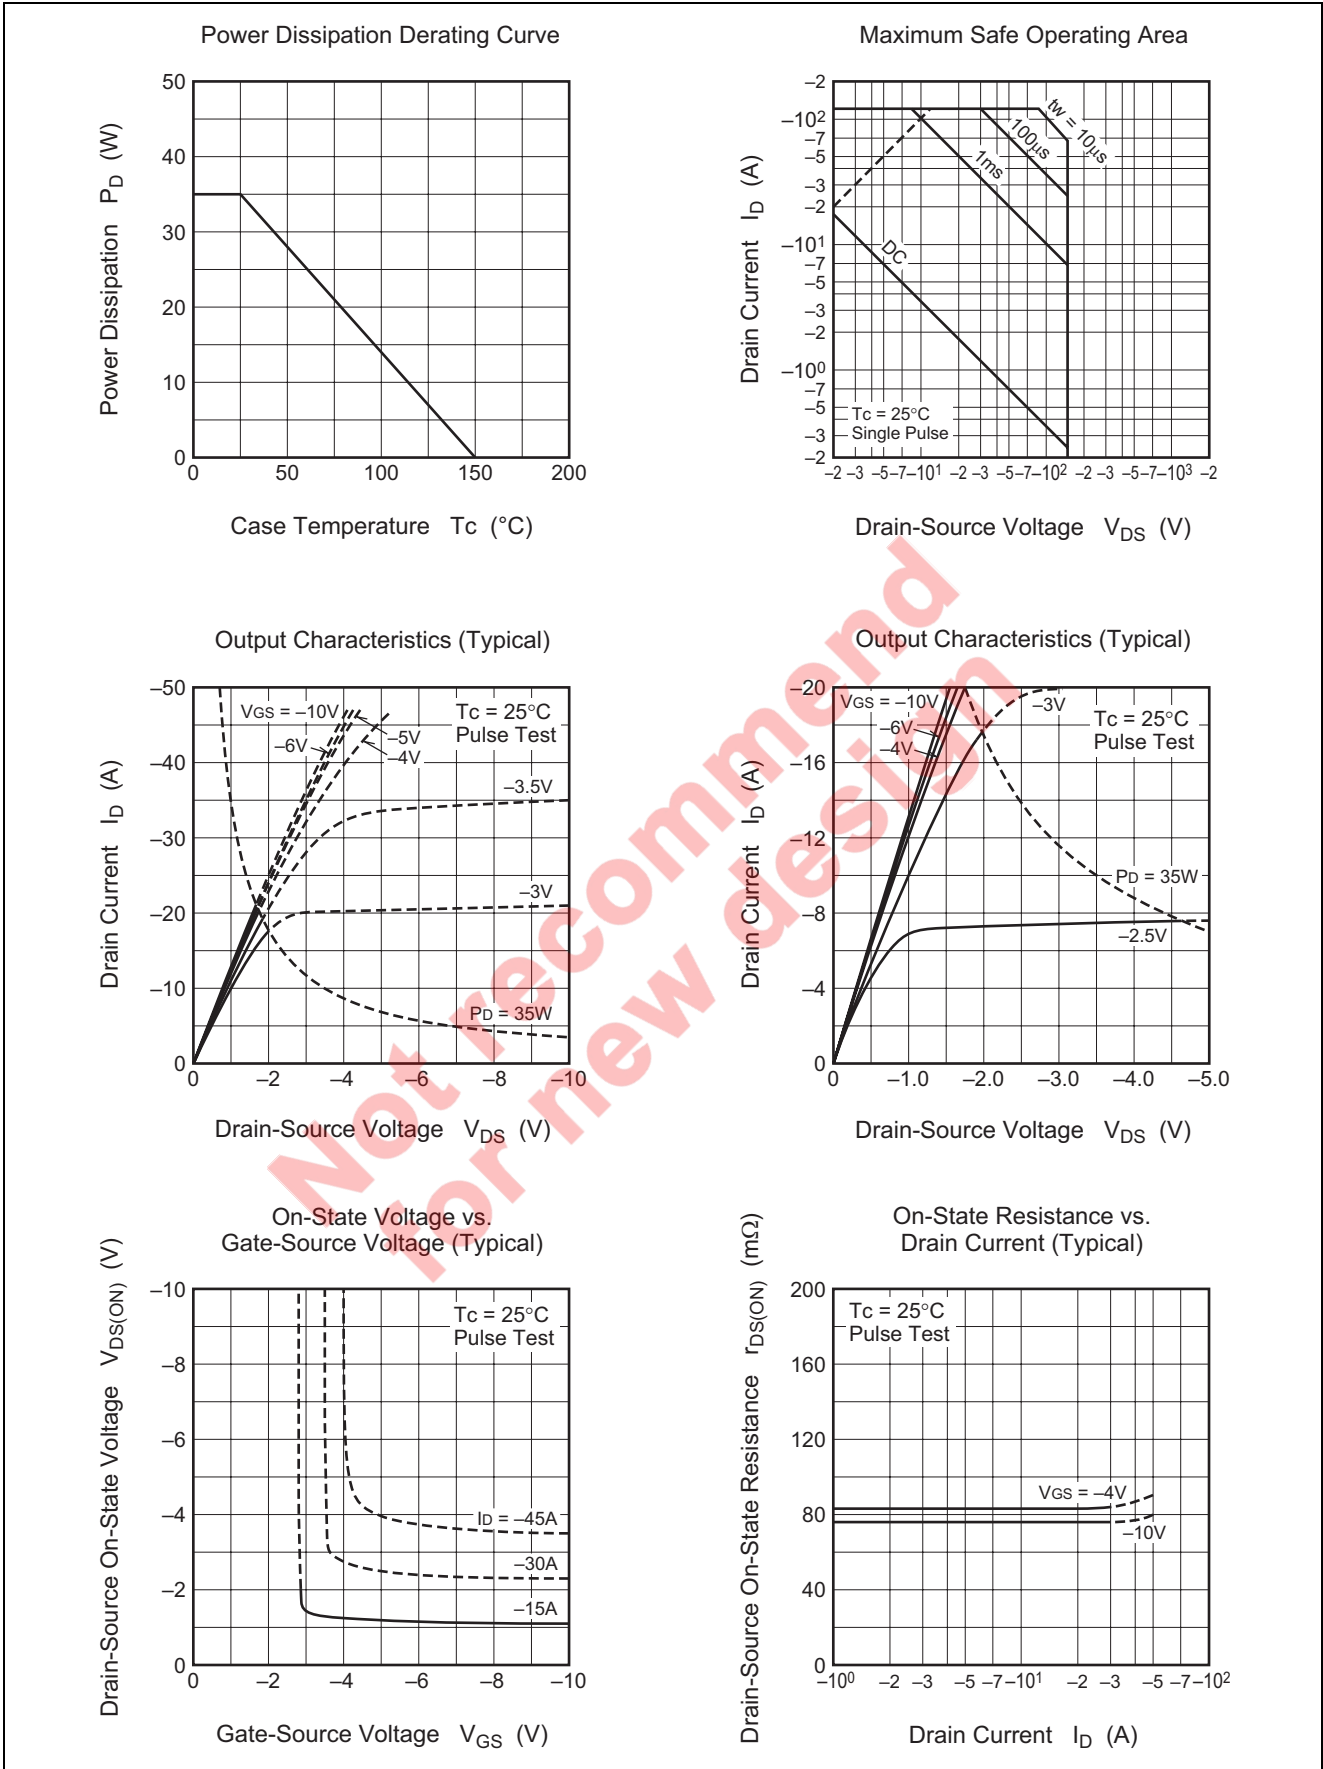 Power Dissipation Derating Curve
Power Dissipation PD (W)
50
40
30
20
10
0
0 50 100 150 200
Case Temperature Tc (°C)
Maximum Safe Operating Area
Drain Current ID (A)
–2
–10²
–7
–5
–3
–2
–10¹
–7
–5
–3
–2
–10⁰
–7
–5
–3
–2
tw = 10μs
100μs
1ms
DC
Tc = 25°C
Single Pulse
–2 –3 –5–7–10¹ –2 –3 –5–7–10² –2 –3 –5–7–10³ –2
Drain-Source Voltage VDS (V)
Output Characteristics (Typical)
Drain Current ID (A)
–50
–40
–30
–20
–10
0
VGS = –10V
–6V
–5V
–4V
Tc = 25°C
Pulse Test
–3.5V
–3V
PD = 35W
0 –2 –4 –6 –8 –10
Drain-Source Voltage VDS (V)
Output Characteristics (Typical)
Drain Current ID (A)
–20
–16
–12
–8
–4
0
VGS = –10V
–6V
–4V
–3V
Tc = 25°C
Pulse Test
PD = 35W
–2.5V
0 –1.0 –2.0 –3.0 –4.0 –5.0
Drain-Source Voltage VDS (V)
Not recommend
for new design
On-State Voltage vs.
Gate-Source Voltage (Typical)
Drain-Source On-State Voltage VDS(ON) (V)
–10
–8
–6
–4
–2
0
Tc = 25°C
Pulse Test
ID = –45A
–30A
–15A
0 –2 –4 –6 –8 –10
Gate-Source Voltage VGS (V)
On-State Resistance vs.
Drain Current (Typical)
Drain-Source On-State Resistance rDS(ON) (mΩ)
200
160
120
80
40
0
Tc = 25°C
Pulse Test
VGS = –4V
–10V
–10⁰ –2 –3 –5 –7–10¹ –2 –3 –5 –7–10²
Drain Current ID (A)